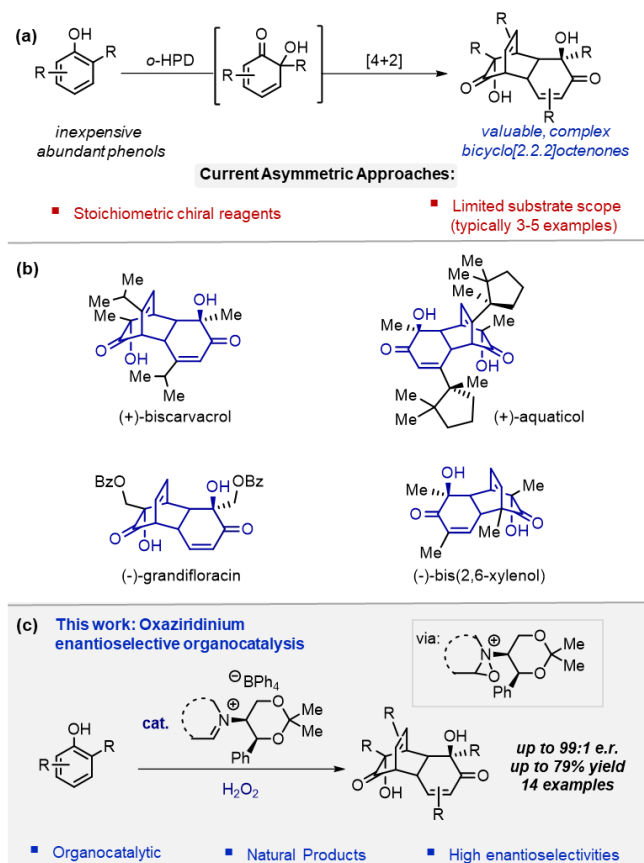 (a)
OH
R
R
o-HPD
O
OH
R
R
[4+2]
R
R
OH
R
O
O
OH
R
inexpensive
abundant phenols
valuable, complex
bicyclo[2.2.2]octenones
Current Asymmetric Approaches:
Stoichiometric chiral reagents
Limited substrate scope
(typically 3-5 examples)
(b)
Me
Me
Me
OH
Me
O
O
OH
Me
Me
(+)-biscarvacrol
Me
Me
Me
OH
Me
Me
O
O
OH
Me
Me
Me
(+)-aquaticol
BzO
OH
OBz
O
O
OH
(-)-grandifloracin
OH
Me
Me
O
O
OH
Me
Me
(-)-bis(2,6-xylenol)
(c) This work: Oxaziridinium
enantioselective organocatalysis
via:
⊕
N
O
O
O
Me
Me
Ph
⊖
BPh4
cat.
⊕
N
O
O
Me
Me
Ph
OH
R
R
H2O2
R
R
OH
R
O
O
OH
R
up to 99:1 e.r.
up to 79% yield
14 examples
Organocatalytic
Natural Products
High enantioselectivities